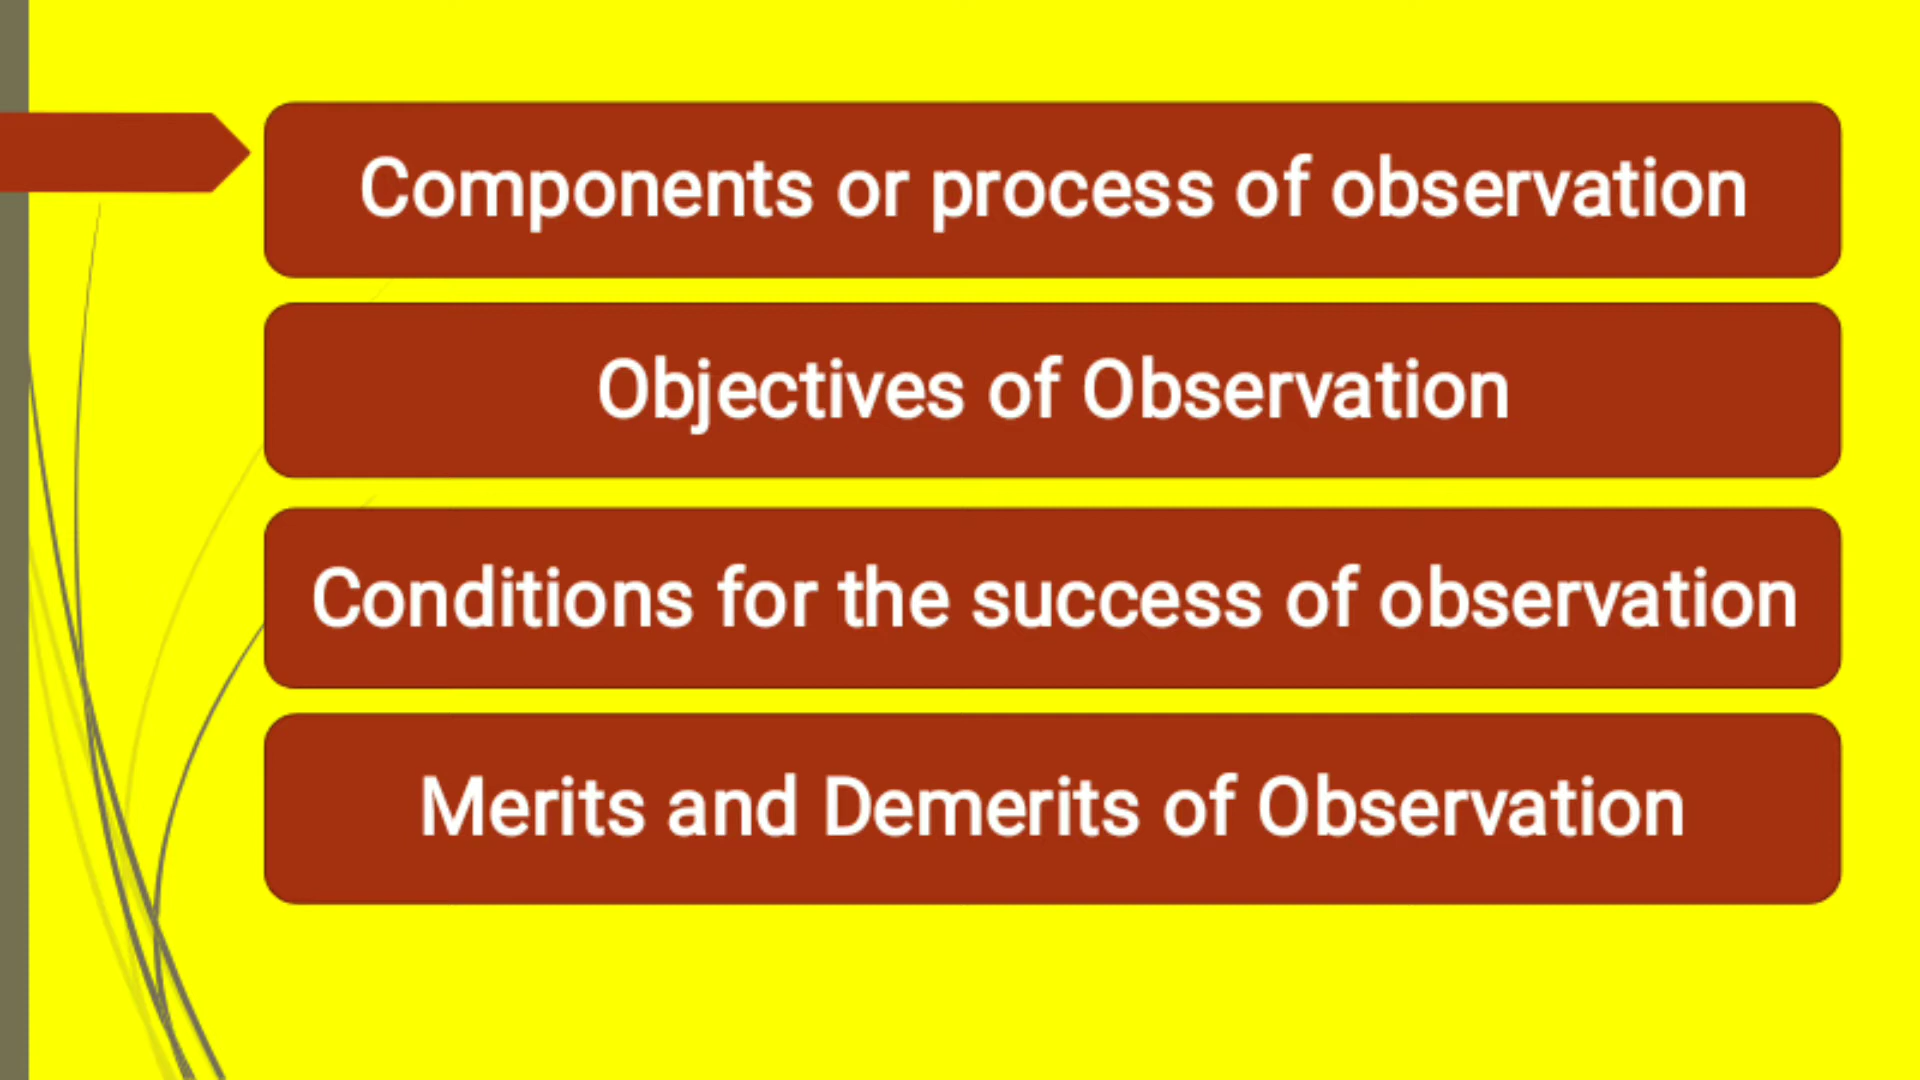 Components or process of observation
Objectives of Observation
Conditions for the success of observation
Merits and Demerits of Observation